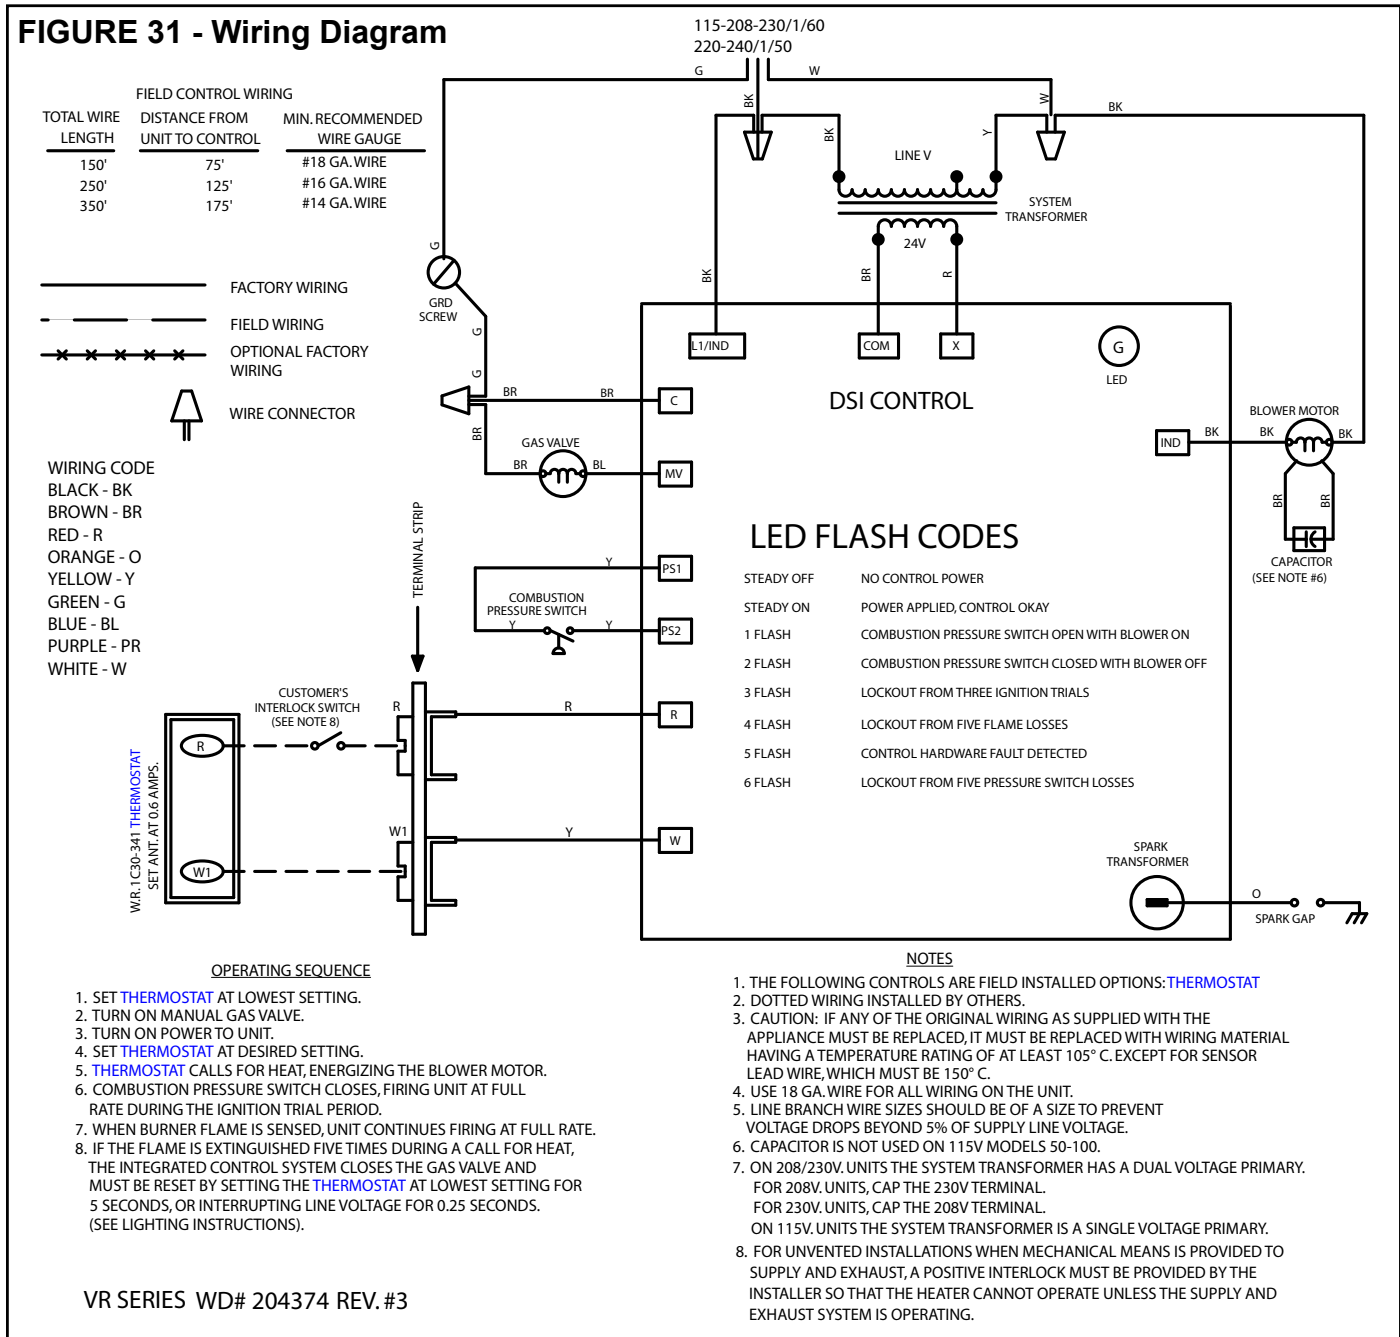 FIGURE 31 - Wiring Diagram
115-208-230/1/60
220-240/1/50
FIELD CONTROL WIRING
TOTAL WIRE LENGTH
DISTANCE FROM UNIT TO CONTROL
MIN. RECOMMENDED WIRE GAUGE
150' 75' #18 GA. WIRE
250' 125' #16 GA. WIRE
350' 175' #14 GA. WIRE
FACTORY WIRING
FIELD WIRING
OPTIONAL FACTORY
WIRING
WIRE CONNECTOR
WIRING CODE
BLACK - BK
BROWN - BR
RED - R
ORANGE - O
YELLOW - Y
GREEN - G
BLUE - BL
PURPLE - PR
WHITE - W
G
W
BK
W
BK
BK
Y
LINE V
SYSTEM
TRANSFORMER
24V
G
BK
BR
R
GRD
SCREW
G
G
L1/IND
COM
X
G
LED
DSI CONTROL
BR
BR
C
BR
GAS VALVE
BR
BL
MV
BLOWER MOTOR
IND
BK
BK
BK
BR
BR
CAPACITOR
(SEE NOTE #6)
TERMINAL STRIP
Y
PS1
COMBUSTION
PRESSURE SWITCH
Y
Y
PS2
LED FLASH CODES
STEADY OFF NO CONTROL POWER
STEADY ON POWER APPLIED, CONTROL OKAY
1 FLASH COMBUSTION PRESSURE SWITCH OPEN WITH BLOWER ON
2 FLASH COMBUSTION PRESSURE SWITCH CLOSED WITH BLOWER OFF
3 FLASH LOCKOUT FROM THREE IGNITION TRIALS
4 FLASH LOCKOUT FROM FIVE FLAME LOSSES
5 FLASH CONTROL HARDWARE FAULT DETECTED
6 FLASH LOCKOUT FROM FIVE PRESSURE SWITCH LOSSES
CUSTOMER'S
INTERLOCK SWITCH
(SEE NOTE 8)
R
R
R
R
W.R. 1C30-341 THERMOSTAT
SET ANT. AT 0.6 AMPS.
W1
W1
Y
W
SPARK
TRANSFORMER
O
SPARK GAP
OPERATING SEQUENCE
1. SET THERMOSTAT AT LOWEST SETTING.
2. TURN ON MANUAL GAS VALVE.
3. TURN ON POWER TO UNIT.
4. SET THERMOSTAT AT DESIRED SETTING.
5. THERMOSTAT CALLS FOR HEAT, ENERGIZING THE BLOWER MOTOR.
6. COMBUSTION PRESSURE SWITCH CLOSES, FIRING UNIT AT FULL
RATE DURING THE IGNITION TRIAL PERIOD.
7. WHEN BURNER FLAME IS SENSED, UNIT CONTINUES FIRING AT FULL RATE.
8. IF THE FLAME IS EXTINGUISHED FIVE TIMES DURING A CALL FOR HEAT,
THE INTEGRATED CONTROL SYSTEM CLOSES THE GAS VALVE AND
MUST BE RESET BY SETTING THE THERMOSTAT AT LOWEST SETTING FOR
5 SECONDS, OR INTERRUPTING LINE VOLTAGE FOR 0.25 SECONDS.
(SEE LIGHTING INSTRUCTIONS).
NOTES
1. THE FOLLOWING CONTROLS ARE FIELD INSTALLED OPTIONS: THERMOSTAT
2. DOTTED WIRING INSTALLED BY OTHERS.
3. CAUTION: IF ANY OF THE ORIGINAL WIRING AS SUPPLIED WITH THE
APPLIANCE MUST BE REPLACED, IT MUST BE REPLACED WITH WIRING MATERIAL
HAVING A TEMPERATURE RATING OF AT LEAST 105° C. EXCEPT FOR SENSOR
LEAD WIRE, WHICH MUST BE 150° C.
4. USE 18 GA. WIRE FOR ALL WIRING ON THE UNIT.
5. LINE BRANCH WIRE SIZES SHOULD BE OF A SIZE TO PREVENT
VOLTAGE DROPS BEYOND 5% OF SUPPLY LINE VOLTAGE.
6. CAPACITOR IS NOT USED ON 115V MODELS 50-100.
7. ON 208/230V. UNITS THE SYSTEM TRANSFORMER HAS A DUAL VOLTAGE PRIMARY.
FOR 208V. UNITS, CAP THE 230V TERMINAL.
FOR 230V. UNITS, CAP THE 208V TERMINAL.
ON 115V. UNITS THE SYSTEM TRANSFORMER IS A SINGLE VOLTAGE PRIMARY.
8. FOR UNVENTED INSTALLATIONS WHEN MECHANICAL MEANS IS PROVIDED TO
SUPPLY AND EXHAUST, A POSITIVE INTERLOCK MUST BE PROVIDED BY THE
INSTALLER SO THAT THE HEATER CANNOT OPERATE UNLESS THE SUPPLY AND
EXHAUST SYSTEM IS OPERATING.
VR SERIES WD# 204374 REV. #3